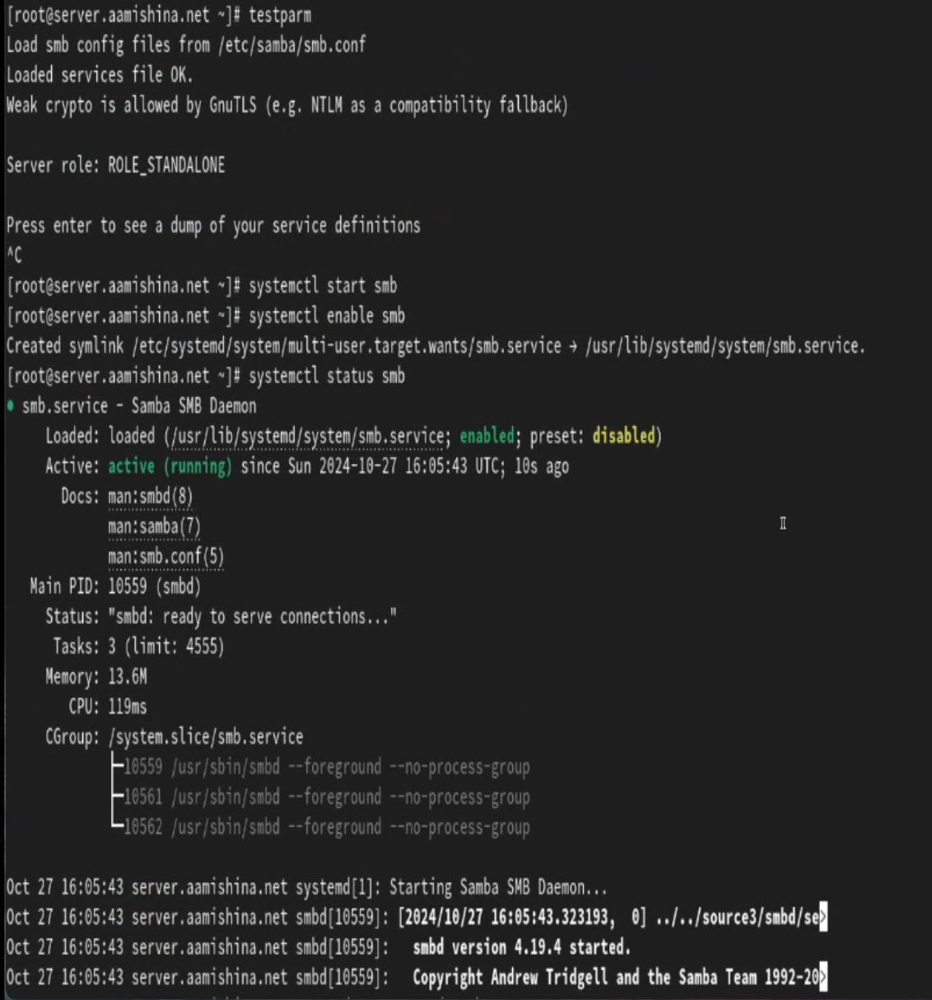 [root@server.aamishina.net ~]# testparm
Load smb config files from /etc/samba/smb.conf
Loaded services file OK.
Weak crypto is allowed by GnuTLS (e.g. NTLM as a compatibility fallback)
Server role: ROLE_STANDALONE
Press enter to see a dump of your service definitions
^C
[root@server.aamishina.net ~]# systemctl start smb
[root@server.aamishina.net ~]# systemctl enable smb
Created symlink /etc/systemd/system/multi-user.target.wants/smb.service → /usr/lib/systemd/system/smb.service.
[root@server.aamishina.net ~]# systemctl status smb
● smb.service - Samba SMB Daemon
Loaded: loaded (/usr/lib/systemd/system/smb.service; enabled; preset: disabled)
Active: active (running) since Sun 2024-10-27 16:05:43 UTC; 10s ago
Docs: man:smbd(8)
man:samba(7)
man:smb.conf(5)
Main PID: 10559 (smbd)
Status: "smbd: ready to serve connections..."
Tasks: 3 (limit: 4555)
Memory: 13.6M
CPU: 119ms
CGroup: /system.slice/smb.service
├─10559 /usr/sbin/smbd --foreground --no-process-group
├─10561 /usr/sbin/smbd --foreground --no-process-group
└─10562 /usr/sbin/smbd --foreground --no-process-group
Oct 27 16:05:43 server.aamishina.net systemd[1]: Starting Samba SMB Daemon...
Oct 27 16:05:43 server.aamishina.net smbd[10559]: [2024/10/27 16:05:43.323193, 0] ../../source3/smbd/se>
Oct 27 16:05:43 server.aamishina.net smbd[10559]: smbd version 4.19.4 started.
Oct 27 16:05:43 server.aamishina.net smbd[10559]: Copyright Andrew Tridgell and the Samba Team 1992-20>